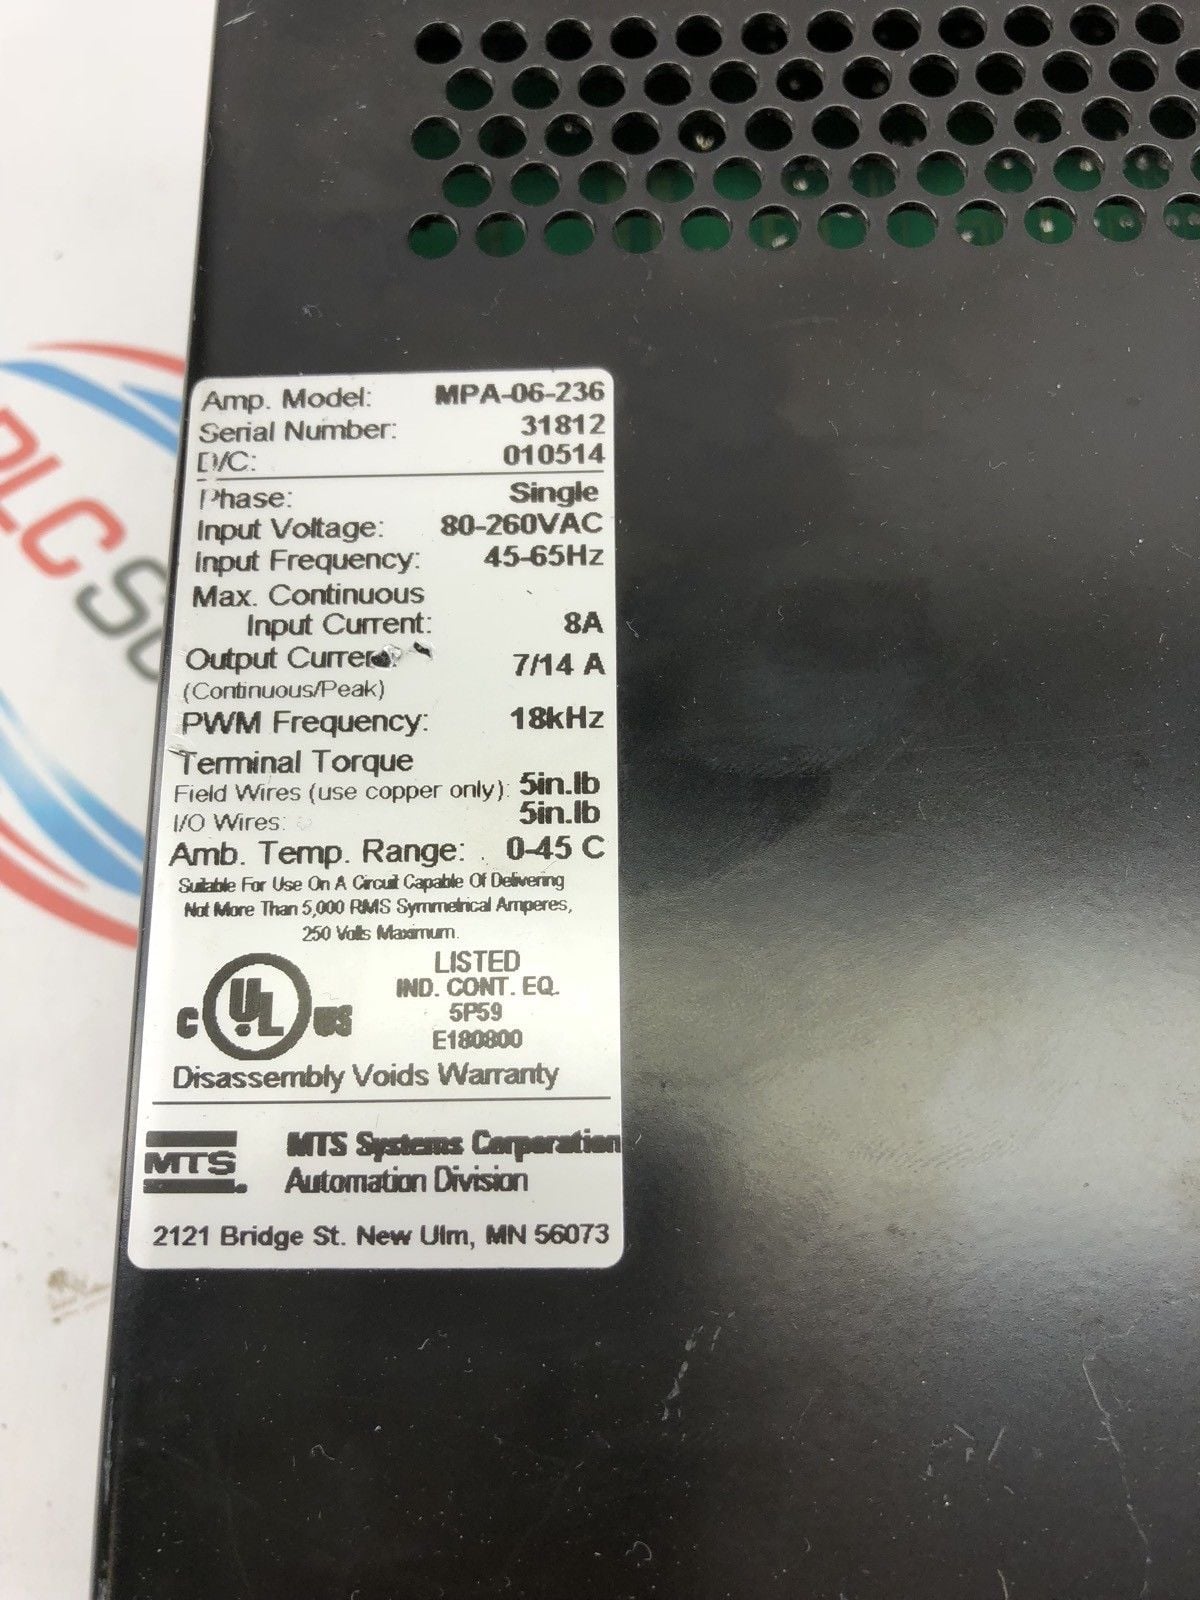 Amp. Model: MPA-06-236
Serial Number: 31812
D/C: 010514
Phase: Single
Input Voltage: 80-260VAC
Input Frequency: 45-65Hz
Max. Continuous
Input Current: 8A
Output Current: 7/14 A
(Continuous/Peak)
PWM Frequency: 18kHz
Terminal Torque
Field Wires (use copper only): 5in.lb
I/O Wires: 5in.lb
Amb. Temp. Range: 0-45 C
Suitable For Use On A Circuit Capable Of Delivering
Not More Than 5,000 RMS Symmetrical Amperes,
250 Volts Maximum.
C UL US
LISTED
IND. CONT. EQ.
5P59
E180800
Disassembly Voids Warranty
MTS
MTS Systems Corporation
Automation Division
2121 Bridge St. New Ulm, MN 56073
PLC